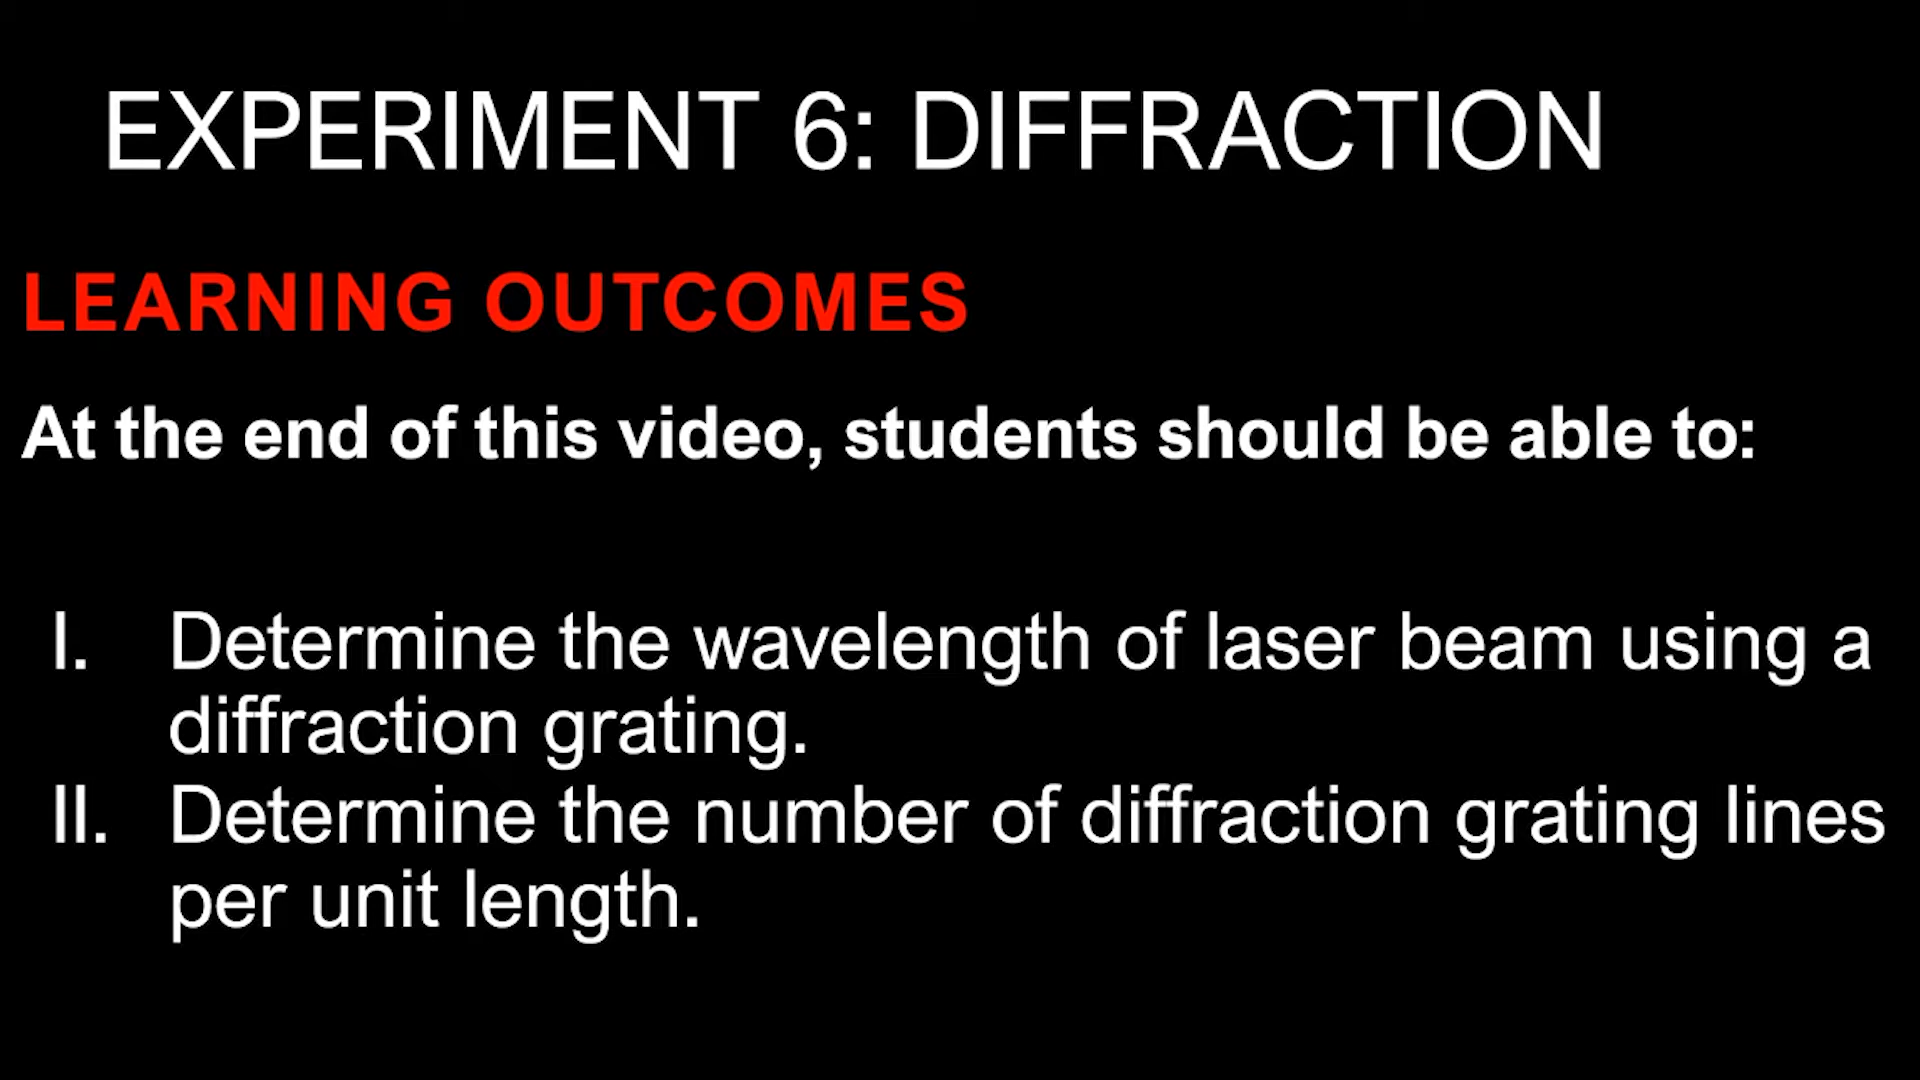 EXPERIMENT 6: DIFFRACTION
LEARNING OUTCOMES
At the end of this video, students should be able to:
I. Determine the wavelength of laser beam using a
diffraction grating.
II. Determine the number of diffraction grating lines
per unit length.